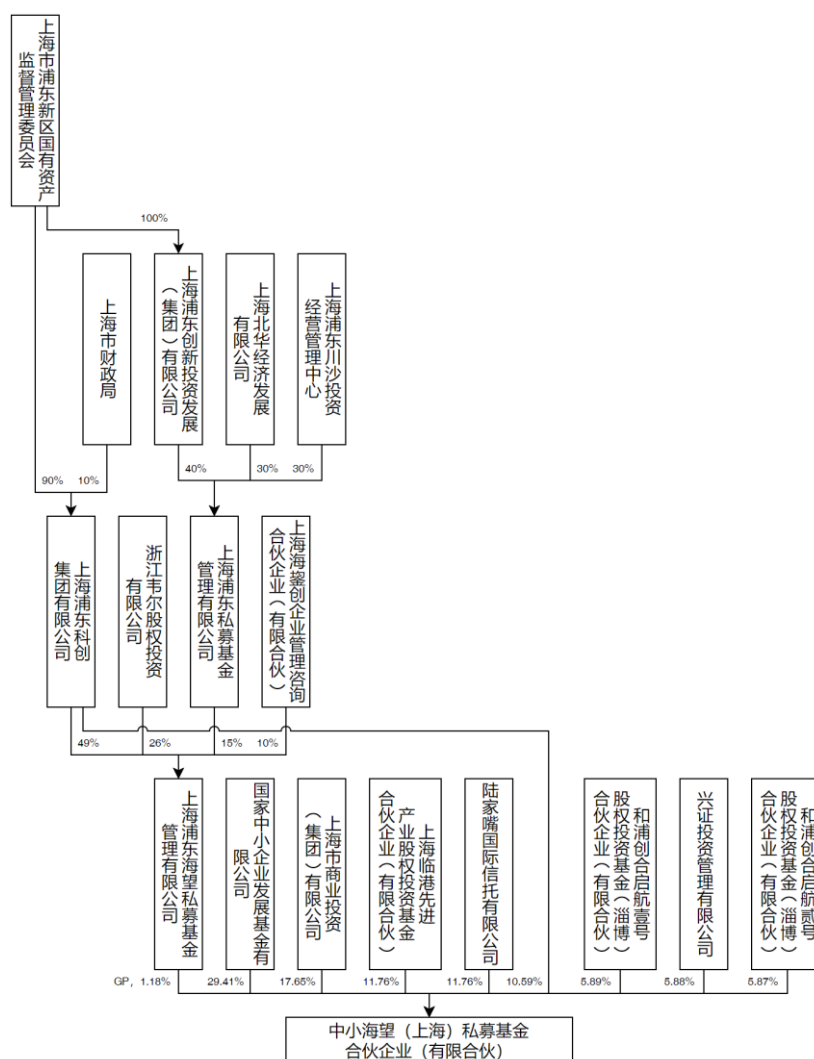 上海市浦东新区国有资产
监督管理委员会
100%
上海市财政局
上海浦东创新投资发展
（集团）有限公司
上海北华经济发展
有限公司
上海浦东川沙投资
经营管理中心
90%
10%
40%
30%
30%
上海浦东科创
集团有限公司
浙江韦尔股权投资
有限公司
上海浦东私募基金
管理有限公司
上海海鋆创企业管理咨询
合伙企业（有限合伙）
49%
26%
15%
10%
上海浦东海望私募基金
管理有限公司
国家中小企业发展基金有
限公司
上海市商业投资
（集团）有限公司
上海临港先进
产业股权投资基金
合伙企业（有限合伙）
陆家嘴国际信托有限公司
和浦创合启航壹号
股权投资基金（淄博）
合伙企业（有限合伙）
兴证投资管理有限公司
和浦创合启航贰号
股权投资基金（淄博）
合伙企业（有限合伙）
GP，1.18%
29.41%
17.65%
11.76%
11.76%
10.59%
5.89%
5.88%
5.87%
中小海望（上海）私募基金
合伙企业（有限合伙）